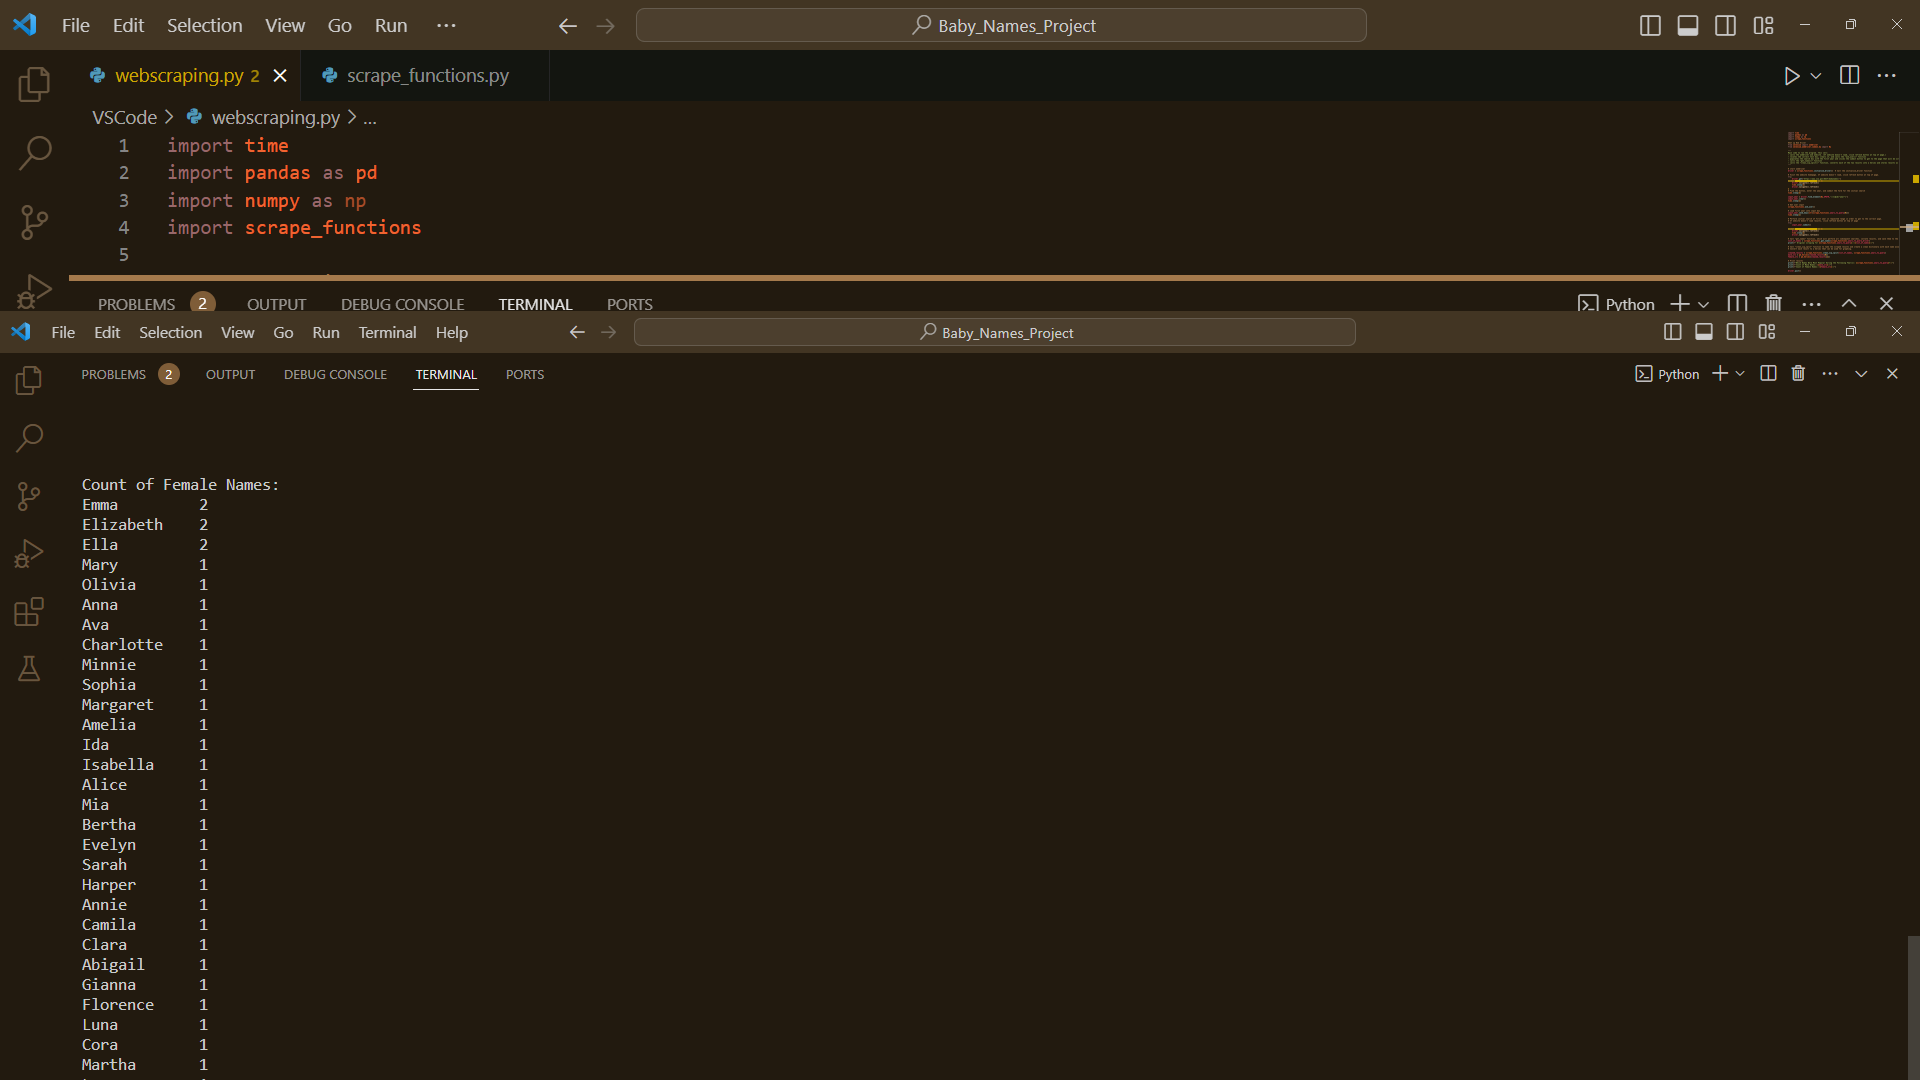 File Edit Selection View Go Run ··· Baby_Names_Project
webscraping.py 2 scrape_functions.py
VSCode > webscraping.py > ...
1 import time
2 import pandas as pd
3 import numpy as np
4 import scrape_functions
5
PROBLEMS 2 OUTPUT DEBUG CONSOLE TERMINAL PORTS Python
File Edit Selection View Go Run Terminal Help Baby_Names_Project
PROBLEMS 2 OUTPUT DEBUG CONSOLE TERMINAL PORTS Python
Count of Female Names:
Emma 2
Elizabeth 2
Ella 2
Mary 1
Olivia 1
Anna 1
Ava 1
Charlotte 1
Minnie 1
Sophia 1
Margaret 1
Amelia 1
Ida 1
Isabella 1
Alice 1
Mia 1
Bertha 1
Evelyn 1
Sarah 1
Harper 1
Annie 1
Camila 1
Clara 1
Abigail 1
Gianna 1
Florence 1
Luna 1
Cora 1
Martha 1